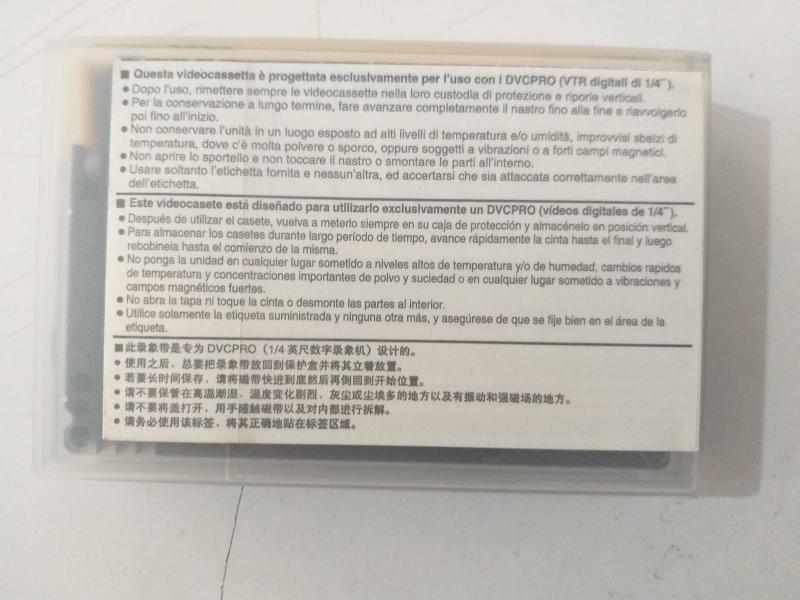 ■ Questa videocassetta è progettata esclusivamente per l'uso con i DVCPRO (VTR digitali di 1/4˝).
● Dopo l'uso, rimettere sempre le videocassette nella loro custodia di protezione e riporle verticali.
● Per la conservazione a lungo termine, fare avanzare completamente il nastro fino alla fine e riavvolgerlo
poi fino all'inizio.
● Non conservare l'unità in un luogo esposto ad alti livelli di temperatura e/o umidità, improvvisi sbalzi di
temperatura, dove c'è molta polvere o sporco, oppure soggetti a vibrazioni o a forti campi magnetici.
● Non aprire lo sportello e non toccare il nastro o smontare le parti all'interno.
● Usare soltanto l'etichetta fornita e nessun'altra, ed accertarsi che sia attaccata correttamente nell'area
dell'etichetta.
■ Este videocasete está diseñado para utilizarlo exclusivamente un DVCPRO (vídeos digitales de 1/4˝).
● Después de utilizar el casete, vuelva a meterlo siempre en su caja de protección y almacénelo en posición vertical.
● Para almacenar los casetes durante largo período de tiempo, avance rápidamente la cinta hasta el final y luego
rebobinela hasta el comienzo de la misma.
● No ponga la unidad en cualquier lugar sometido a niveles altos de temperatura y/o de humedad, cambios rapidos
de temperatura y concentraciones importantes de polvo y suciedad o en cualquier lugar sometido a vibraciones y
campos magnéticos fuertes.
● No abra la tapa ni toque la cinta o desmonte las partes al interior.
● Utilice solamente la etiqueta suministrada y ninguna otra más, y asegúrese de que se fije bien en el área de la
etiqueta.
■此录象带是专为 DVCPRO（1/4 英尺数字录象机）设计的。
● 使用之后，总要把录象带放回到保护盒并将其立着放置。
● 若要长时间保存，请将磁带快进到底然后再倒回到开始位置。
● 请不要保管在高温潮湿、温度变化剧烈、灰尘或尘埃多的地方以及有振动和强磁场的地方。
● 请不要将盖打开，用手碰触磁带以及对内部进行拆解。
● 请务必使用该标签，将其正确地贴在标签区域。